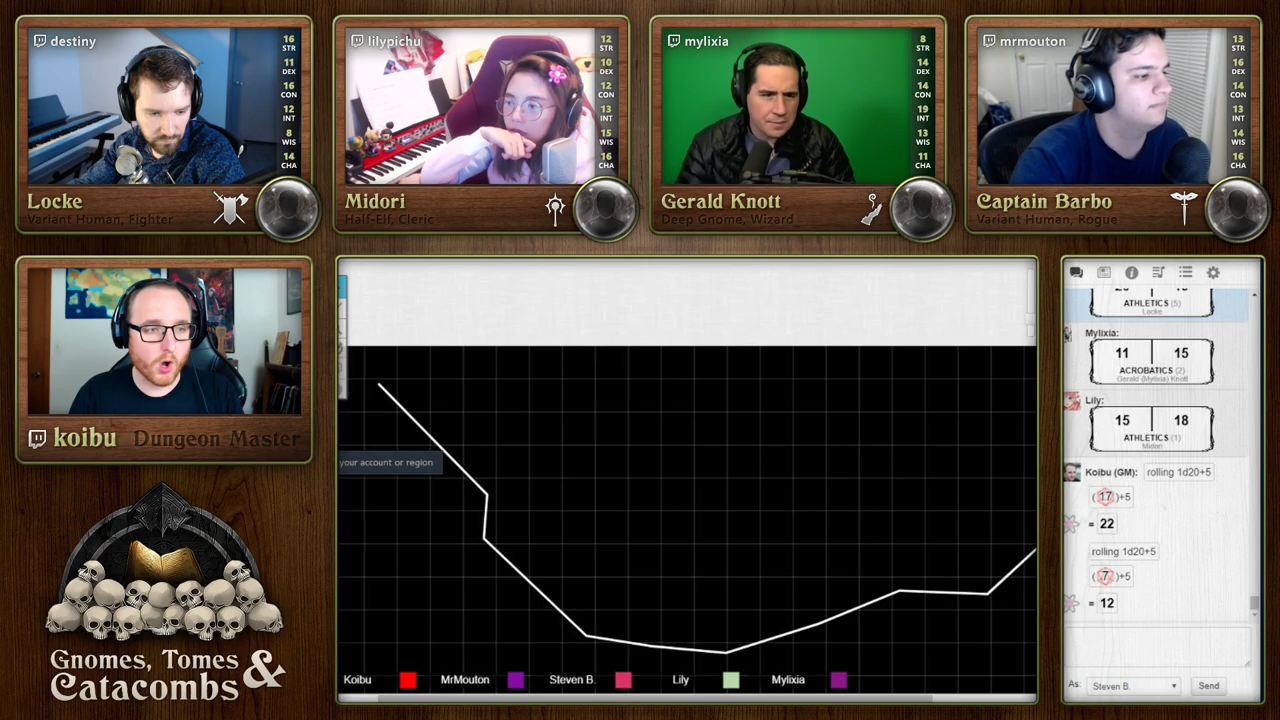 destiny
16
STR
11
DEX
16
CON
12
INT
8
WIS
14
CHA
Locke
Variant Human, Fighter
lilypichu
12
STR
10
DEX
12
CON
13
INT
15
WIS
16
CHA
Midori
Half-Elf, Cleric
mylixia
8
STR
14
DEX
14
CON
19
INT
13
WIS
11
CHA
Gerald Knott
Deep Gnome, Wizard
mrmouton
13
STR
16
DEX
14
CON
13
INT
14
WIS
16
CHA
Captain Barbo
Variant Human, Rogue
koibu Dungeon Master
Gnomes, Tomes &
Catacombs
your account or region
Koibu MrMouton Steven B. Lily Mylixia
ATHLETICS (5)
Locke
Mylixia:
11 15
ACROBATICS (2)
Gerald (Mylixia) Knott
Lily:
15 18
ATHLETICS (1)
Midori
Koibu (GM): rolling 1d20+5
(17)+5
= 22
rolling 1d20+5
(7)+5
= 12
As: Steven B. Send